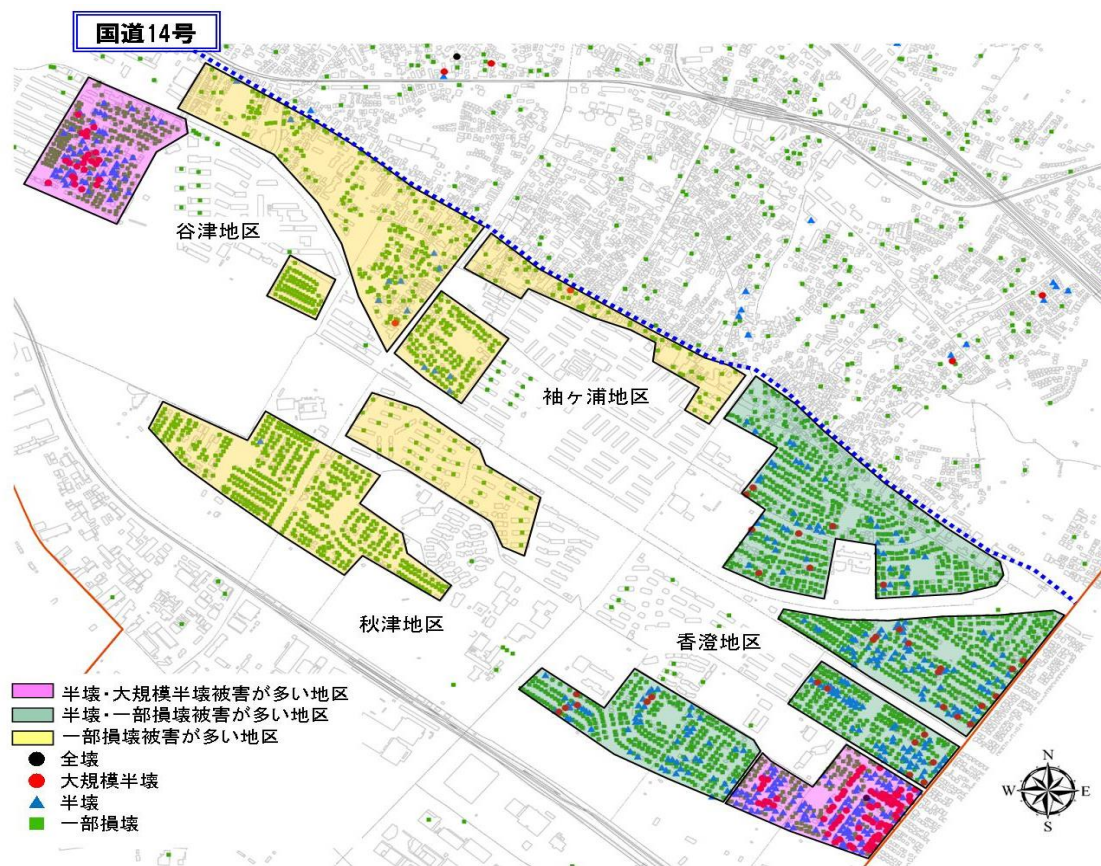 国道14号
谷津地区
袖ヶ浦地区
秋津地区
香澄地区
半壊・大規模半壊被害が多い地区
半壊・一部損壊被害が多い地区
一部損壊被害が多い地区
全壊
大規模半壊
半壊
一部損壊
N
W
E
S